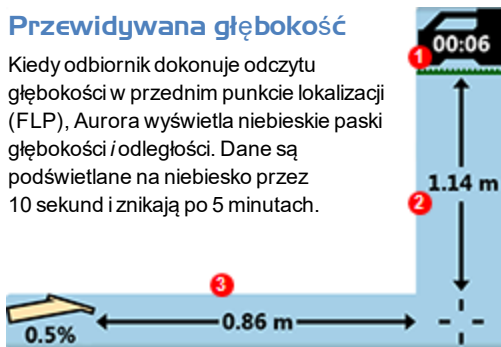 Przewidywana głębokość
Kiedy odbiornik dokonuje odczytu
głębokości w przednim punkcie lokalizacji
(FLP), Aurora wyświetla niebieskie paski
głębokości i odległości. Dane są
podświetlane na niebiesko przez
10 sekund i znikają po 5 minutach.
00:06
1
1.14 m
2
3
0.86 m
0.5%